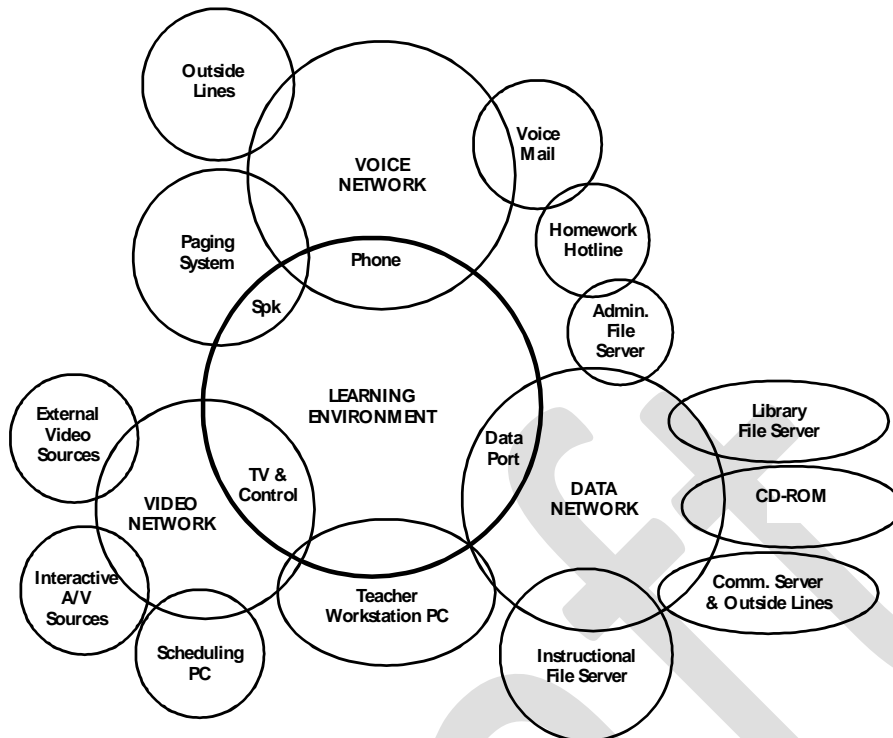 Outside
Lines
VOICE
NETWORK
Voice
Mail
Paging
System
Phone
Homework
Hotline
Spk
Admin.
File
Server
LEARNING
ENVIRONMENT
External
Video
Sources
TV &
Control
Data
Port
Library
File Server
VIDEO
NETWORK
DATA
NETWORK
CD-ROM
Interactive
A/V
Sources
Teacher
Workstation PC
Comm. Server
& Outside Lines
Scheduling
PC
Instructional
File Server